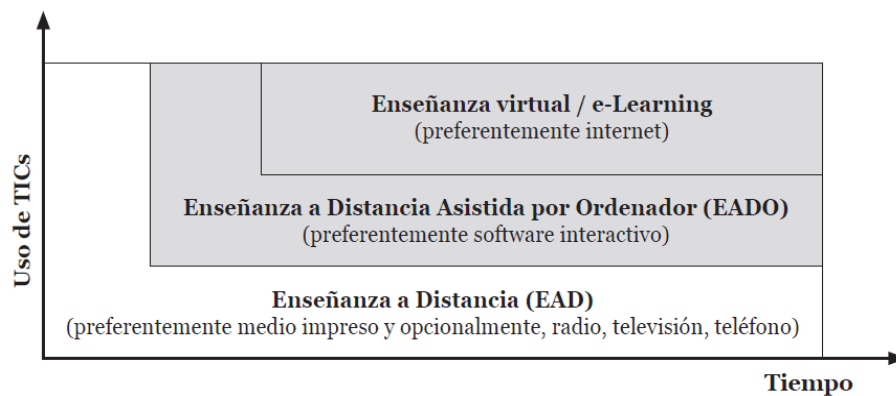 Uso de TICs
Enseñanza virtual / e-Learning
(preferentemente internet)
Enseñanza a Distancia Asistida por Ordenador (EADO)
(preferentemente software interactivo)
Enseñanza a Distancia (EAD)
(preferentemente medio impreso y opcionalmente, radio, televisión, teléfono)
Tiempo